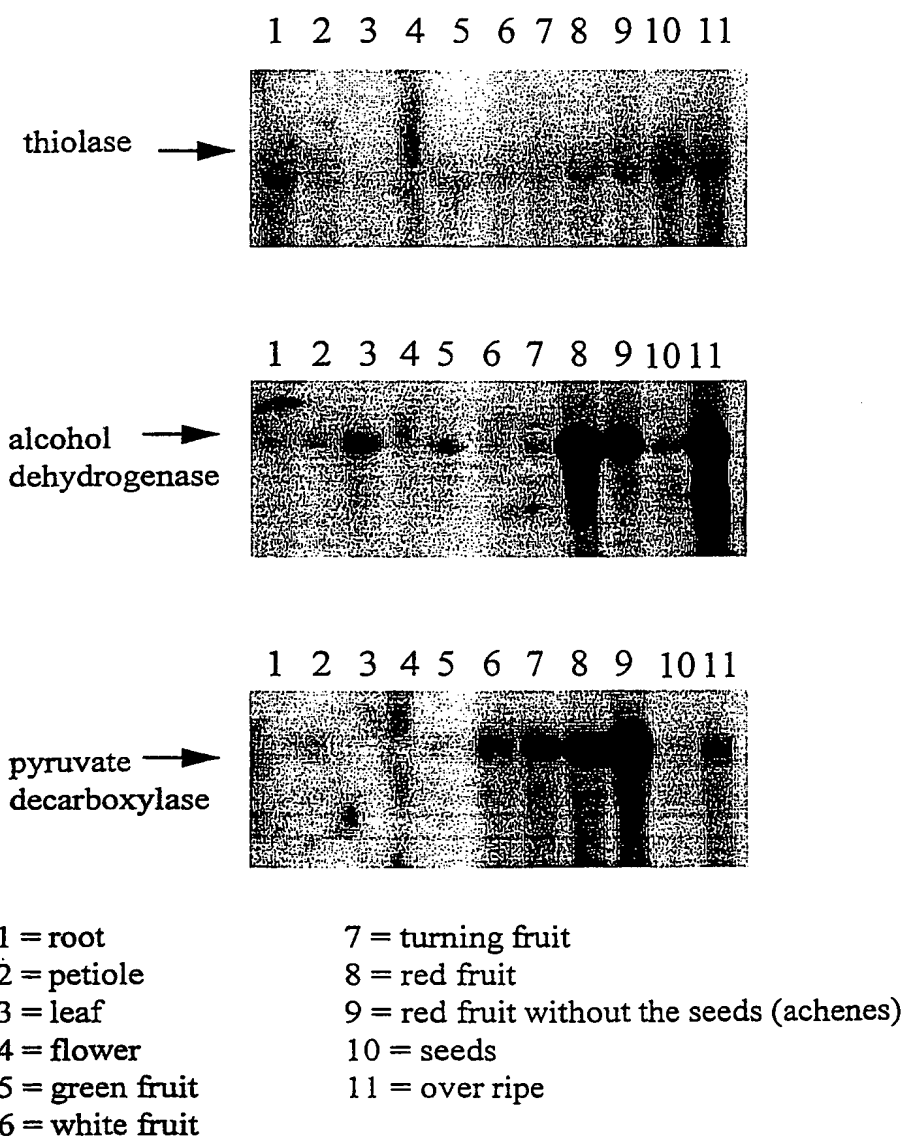 1 2 3 4 5 6 7 8 9 10 11
thiolase
1 2 3 4 5 6 7 8 9 10 11
alcohol
dehydrogenase
1 2 3 4 5 6 7 8 9 10 11
pyruvate
decarboxylase
1 = root
2 = petiole
3 = leaf
4 = flower
5 = green fruit
6 = white fruit
7 = turning fruit
8 = red fruit
9 = red fruit without the seeds (achenes)
10 = seeds
11 = over ripe